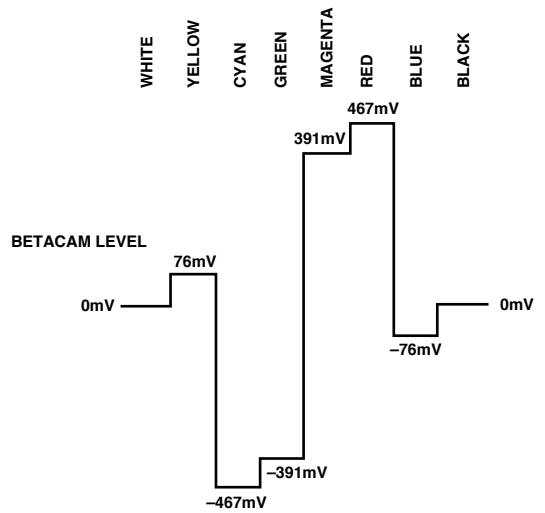 WHITE
YELLOW
CYAN
GREEN
MAGENTA
RED
BLUE
BLACK
467mV
391mV
BETACAM LEVEL
76mV
0mV
0mV
–76mV
–391mV
–467mV